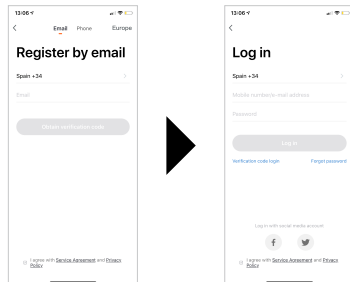 13:06
Email Phone Europe
Register by email
Spain +34
Email
Obtain verification code
I agree with Service Agreement and Privacy
Policy
13:06
Log in
Spain +34
Mobile number/e-mail address
Password
Log in
Verification code login Forgot password
Log in with social media account
f
I agree with Service Agreement and Privacy
Policy